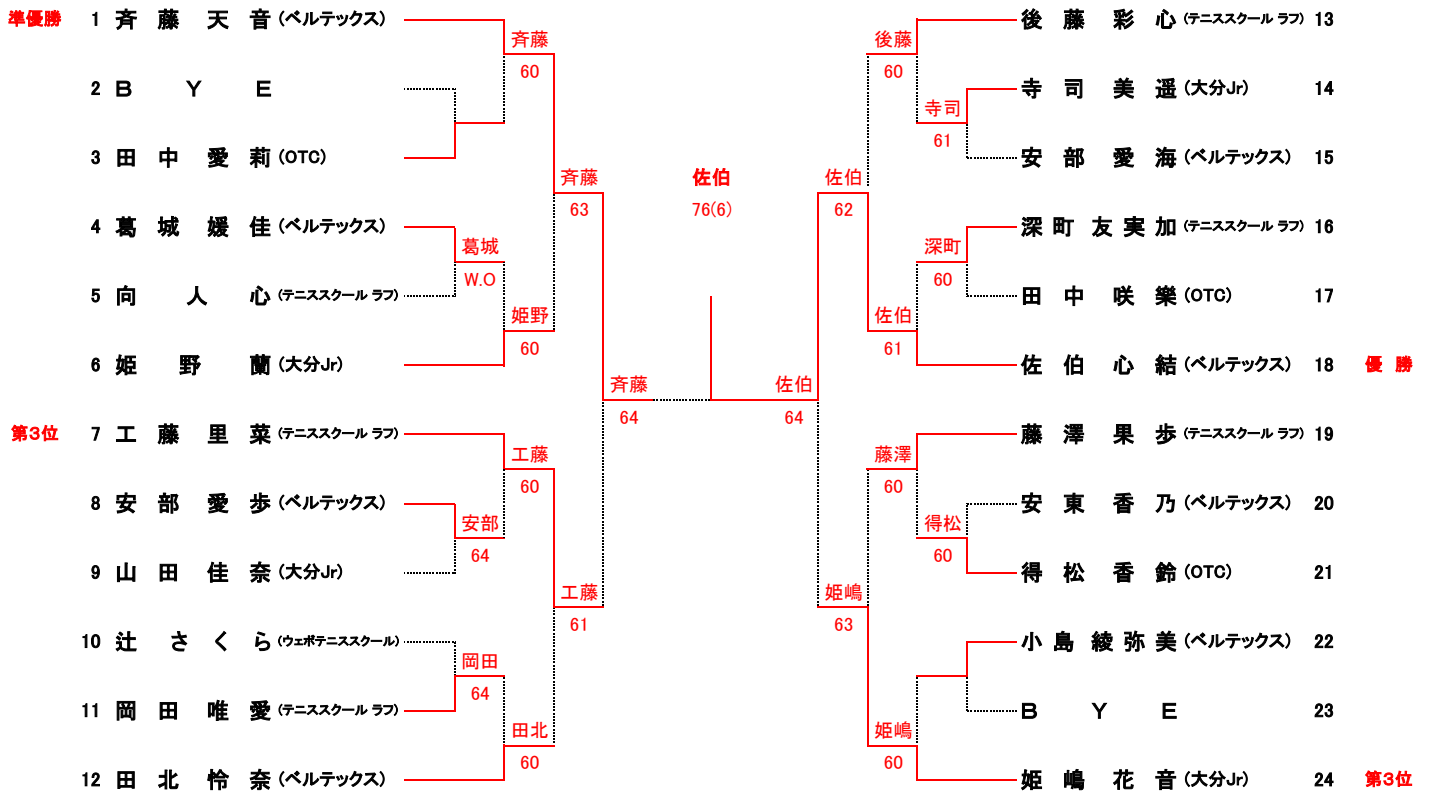 準優勝 1 斉藤天音 (ベルテックス)
2 ＢＹＥ
3 田中愛莉 (OTC)
4 葛城媛佳 (ベルテックス)
5 向人心 (テニススクール ラフ)
6 姫野蘭 (大分Jr)
第3位 7 工藤里菜 (テニススクール ラフ)
8 安部愛歩 (ベルテックス)
9 山田佳奈 (大分Jr)
10 辻さくら (ウェポテニススクール)
11 岡田唯愛 (テニススクール ラフ)
12 田北怜奈 (ベルテックス)
葛城
W.O
安部
64
岡田
64
斉藤
60
姫野
60
工藤
60
田北
60
斉藤
63
工藤
61
斉藤
64
佐伯
76(6)
佐伯
64
佐伯
62
姫嶋
63
後藤
60
佐伯
61
藤澤
60
姫嶋
60
寺司
61
深町
60
得松
60
後藤彩心 (テニススクール ラフ) 13
寺司美遥 (大分Jr) 14
安部愛海 (ベルテックス) 15
深町友実加 (テニススクール ラフ) 16
田中咲樂 (OTC) 17
佐伯心結 (ベルテックス) 18 優勝
藤澤果歩 (テニススクール ラフ) 19
安東香乃 (ベルテックス) 20
得松香鈴 (OTC) 21
小島綾弥美 (ベルテックス) 22
ＢＹＥ 23
姫嶋花音 (大分Jr) 24 第3位